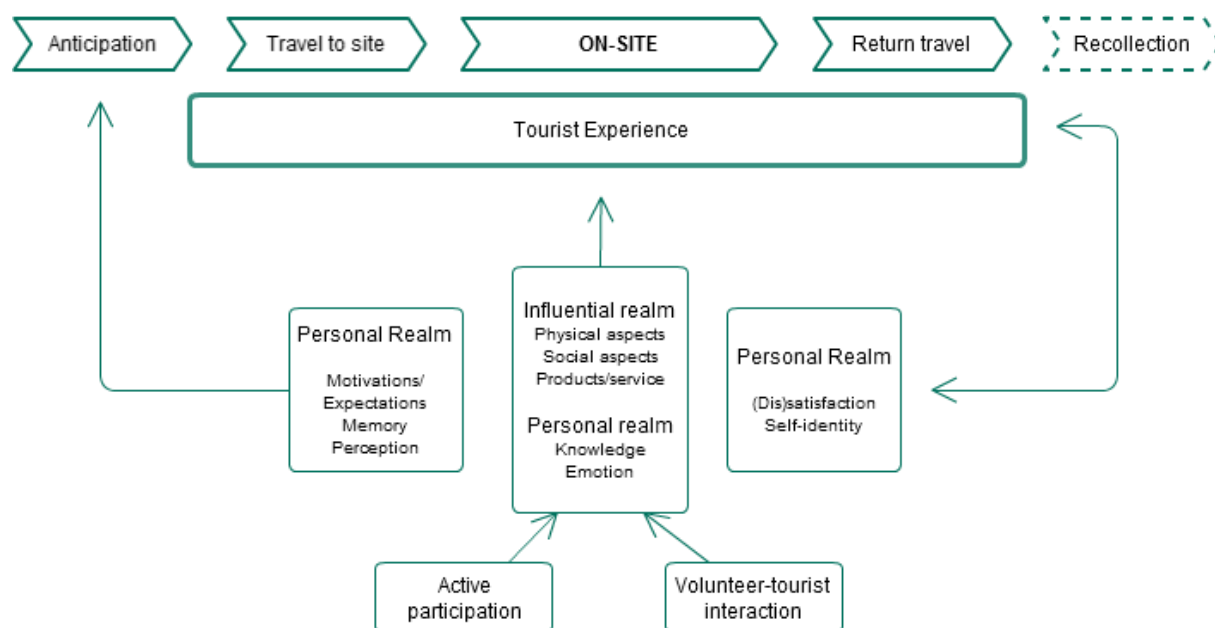 Anticipation
Travel to site
ON-SITE
Return travel
Recollection
Tourist Experience
Personal Realm
Motivations/
Expectations
Memory
Perception
Influential realm
Physical aspects
Social aspects
Products/service
Personal realm
Knowledge
Emotion
Personal Realm
(Dis)satisfaction
Self-identity
Active
participation
Volunteer-tourist
interaction